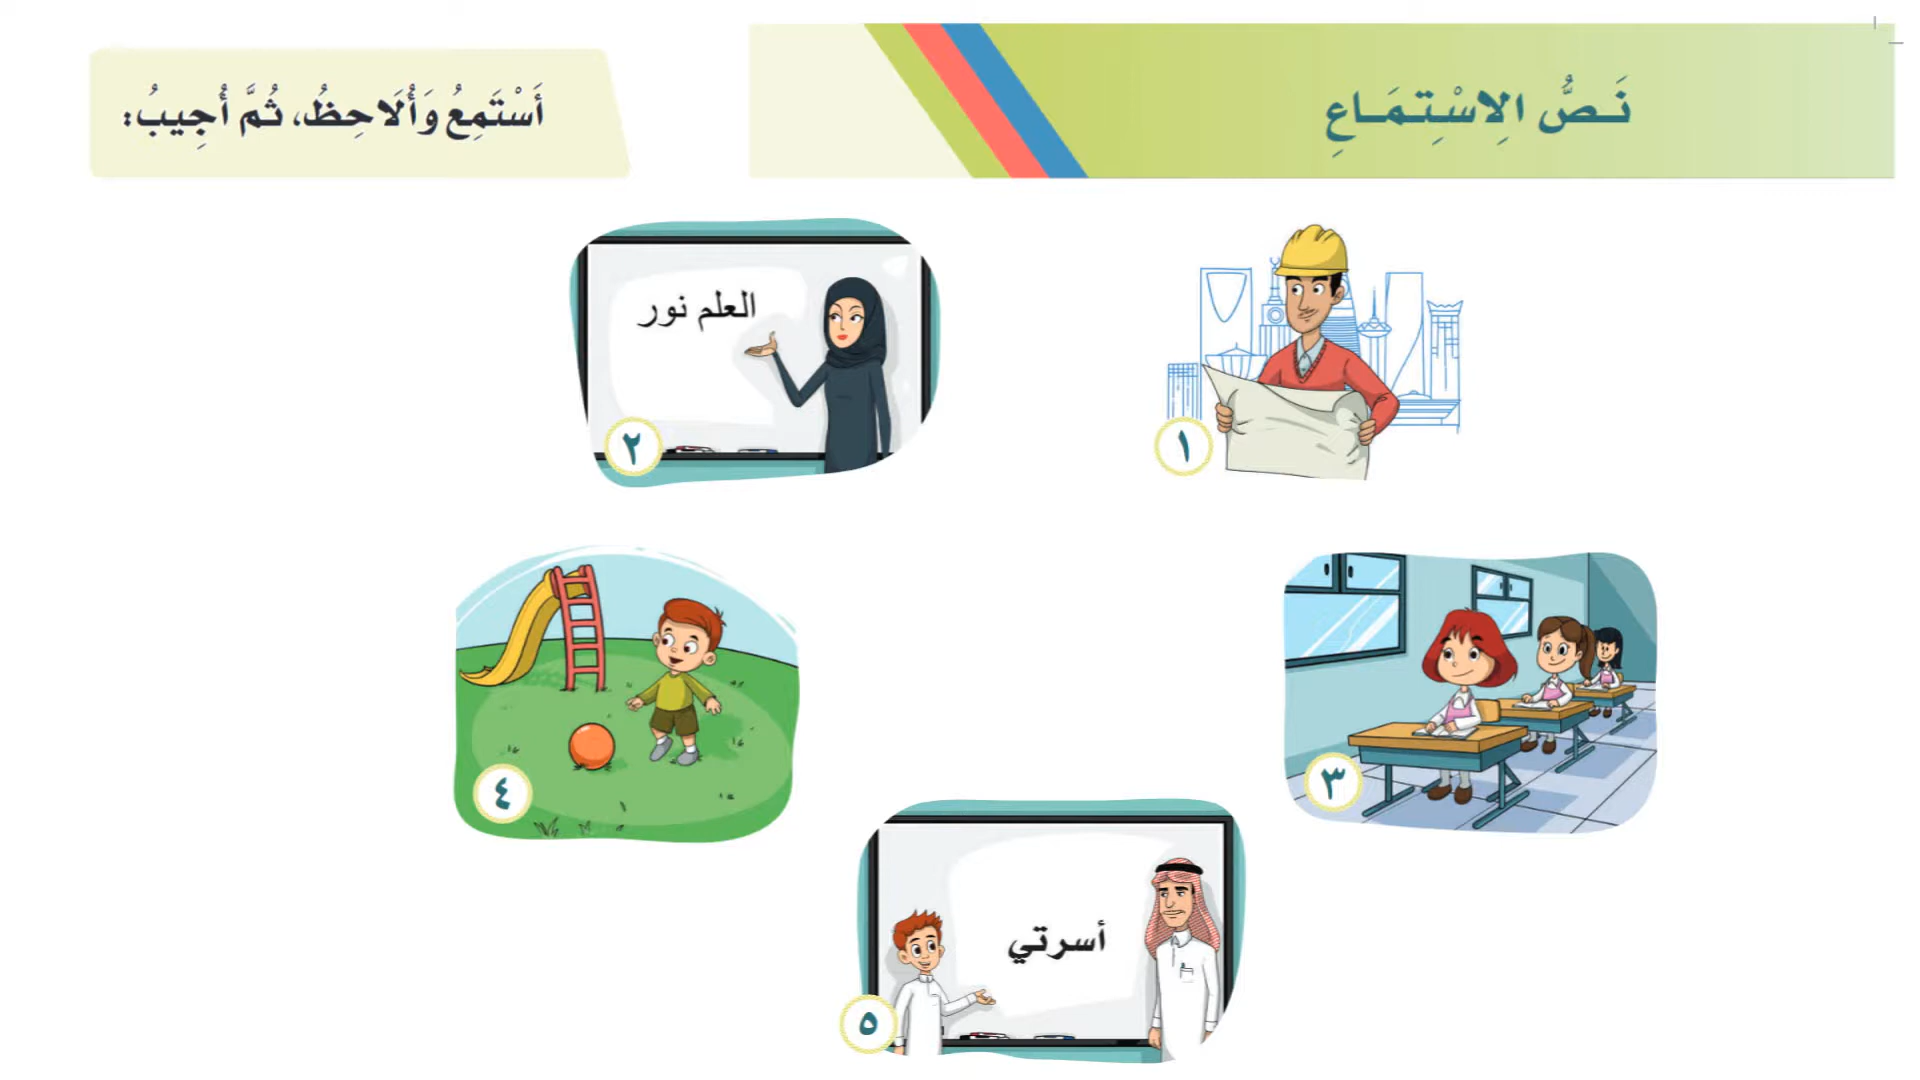 نَـصُّ الِاسْـتِـمَـاعِ
أَسْتَمِعُ وَأُلَاحِظُ، ثُمَّ أُجِيبُ:
١
العلم نور
٢
٣
٤
أسرتي
٥